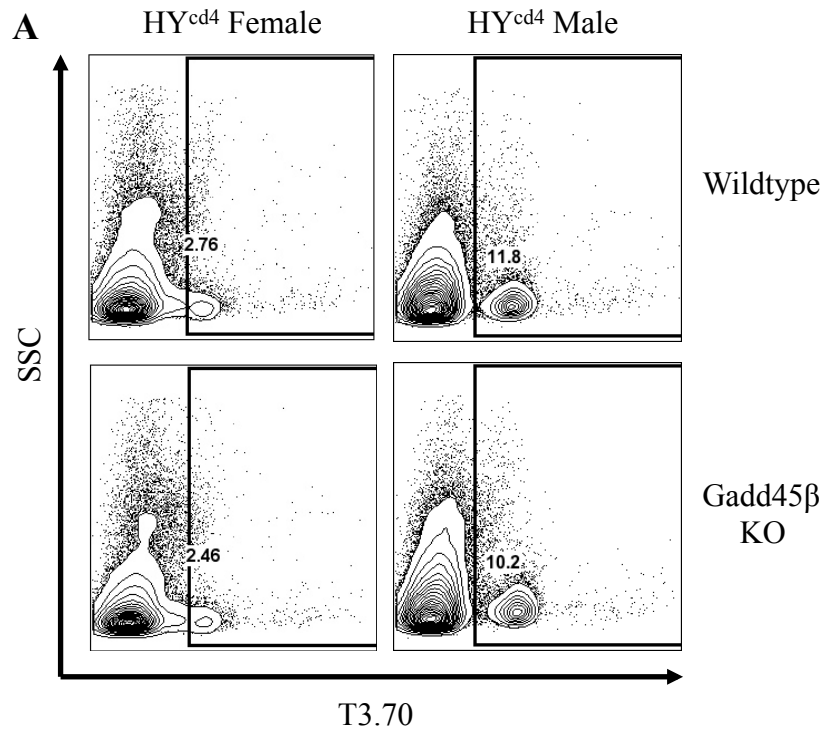 A
HYcd4 Female
HYcd4 Male
2.76
11.8
Wildtype
SSC
2.46
10.2
Gadd45β
KO
T3.70